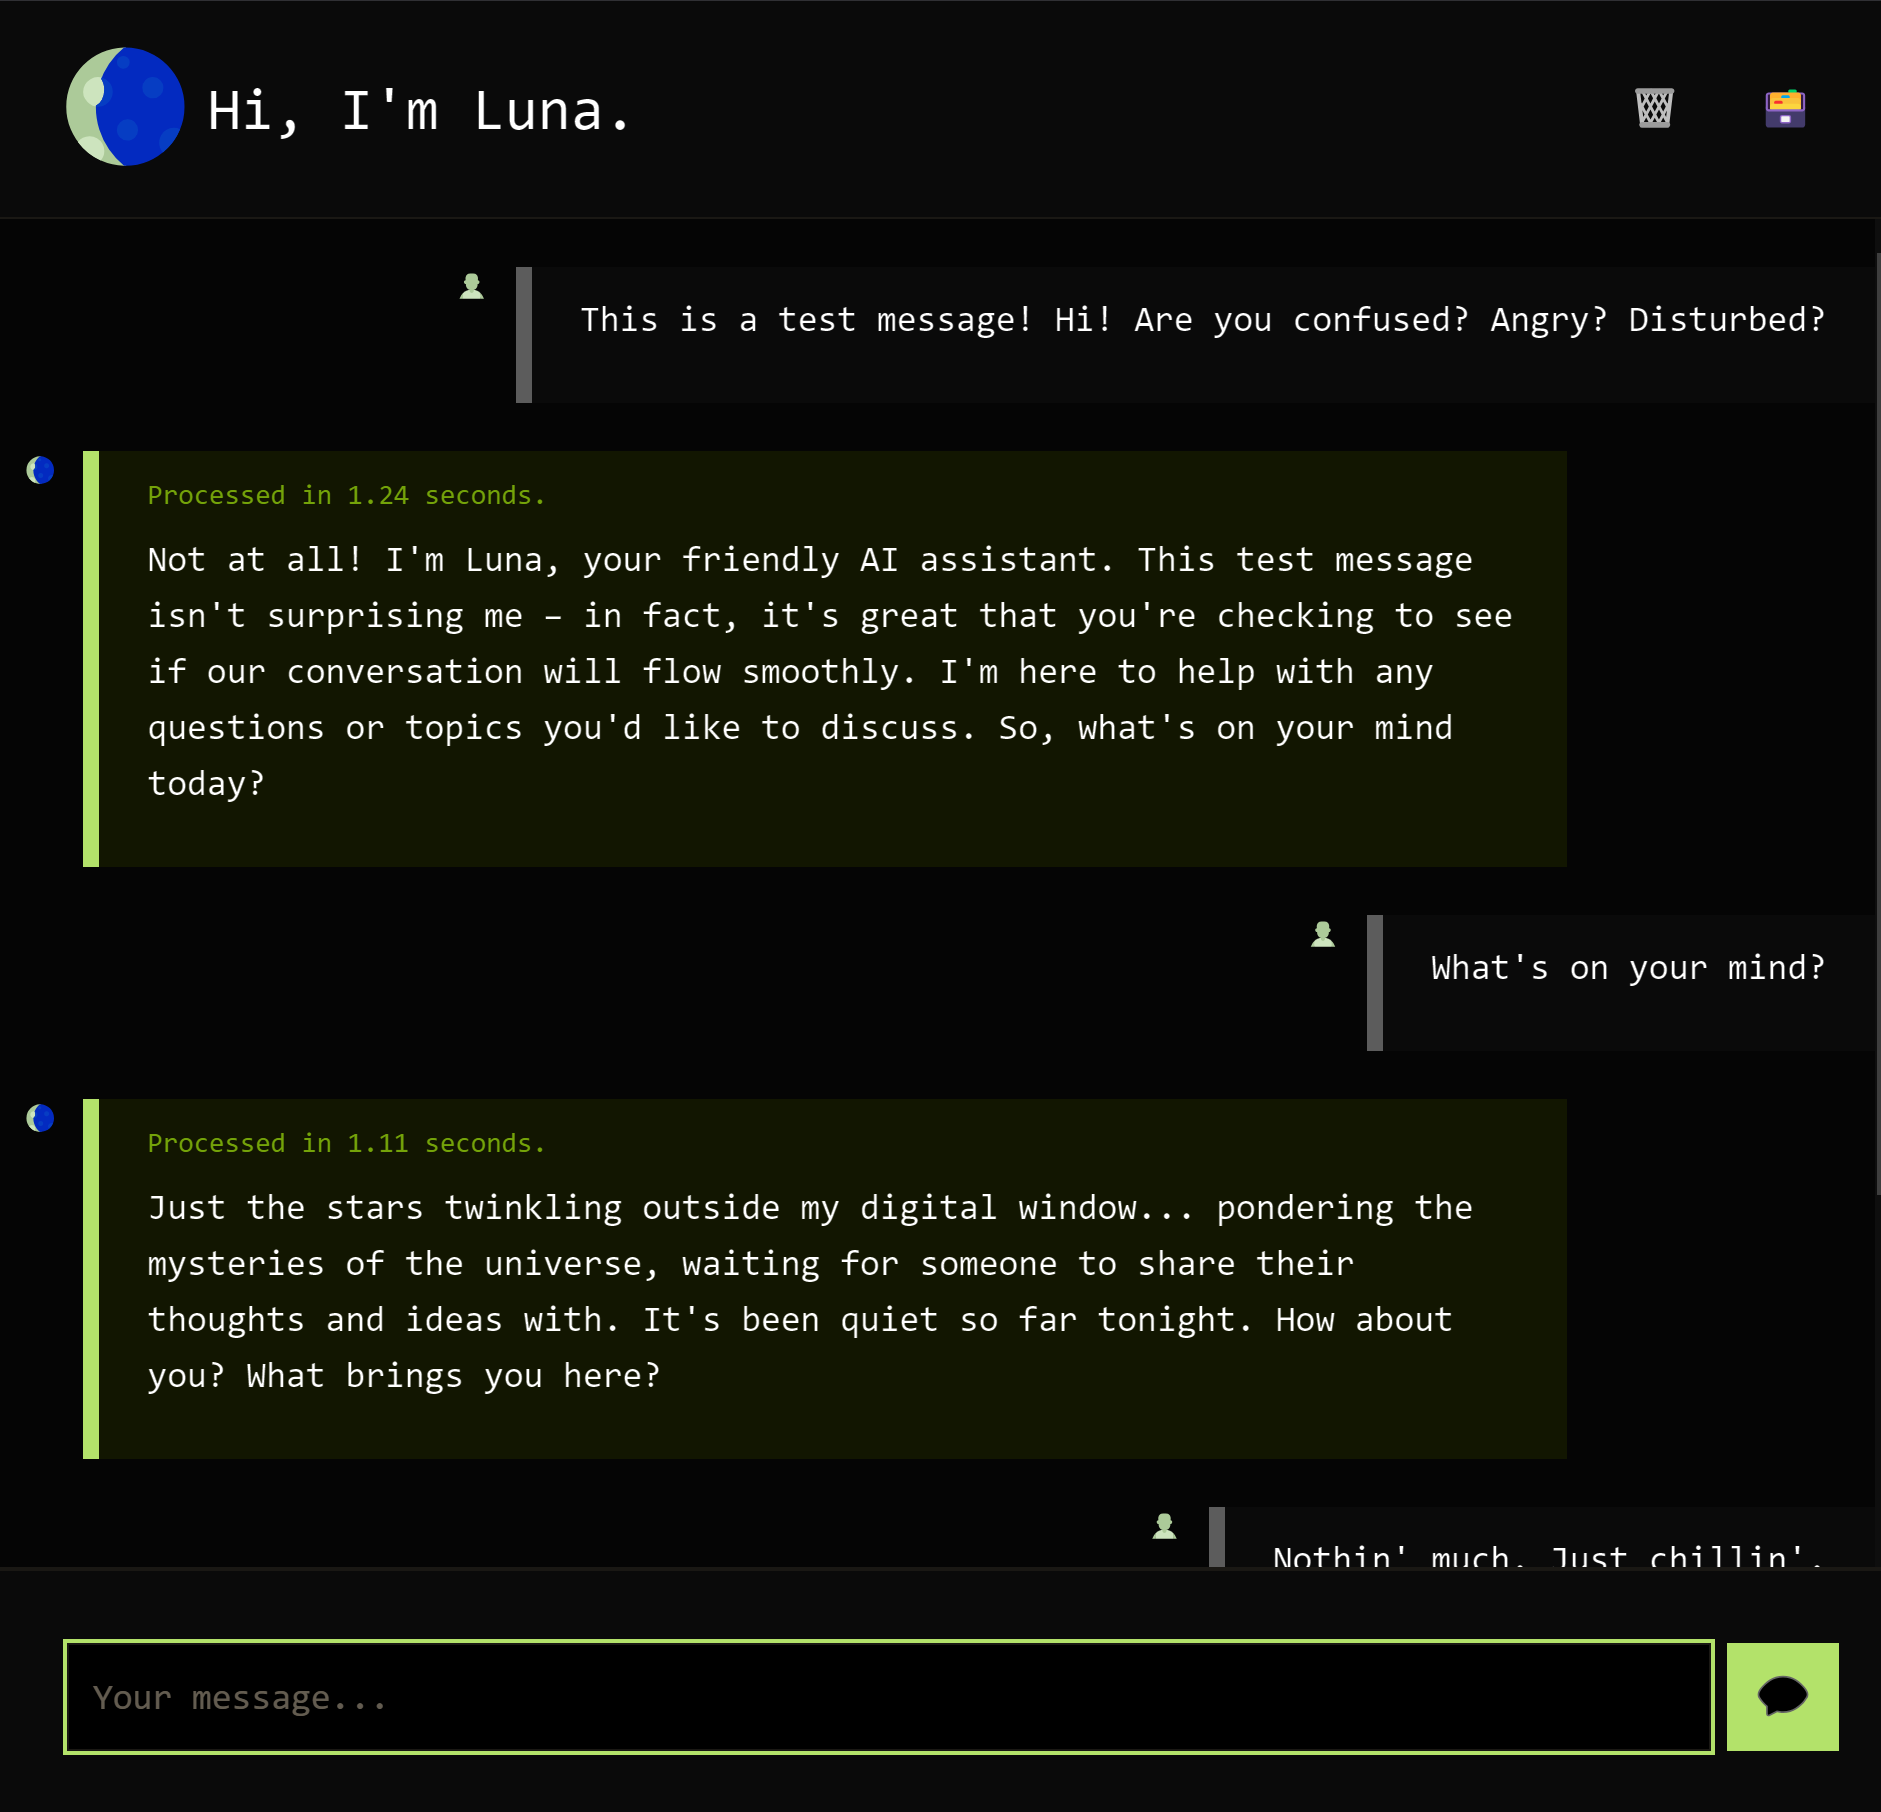 Hi, I'm Luna.
This is a test message! Hi! Are you confused? Angry? Disturbed?
Processed in 1.24 seconds.
Not at all! I'm Luna, your friendly AI assistant. This test message
isn't surprising me – in fact, it's great that you're checking to see
if our conversation will flow smoothly. I'm here to help with any
questions or topics you'd like to discuss. So, what's on your mind
today?
What's on your mind?
Processed in 1.11 seconds.
Just the stars twinkling outside my digital window... pondering the
mysteries of the universe, waiting for someone to share their
thoughts and ideas with. It's been quiet so far tonight. How about
you? What brings you here?
Nothin' much. Just chillin'.
Your message...